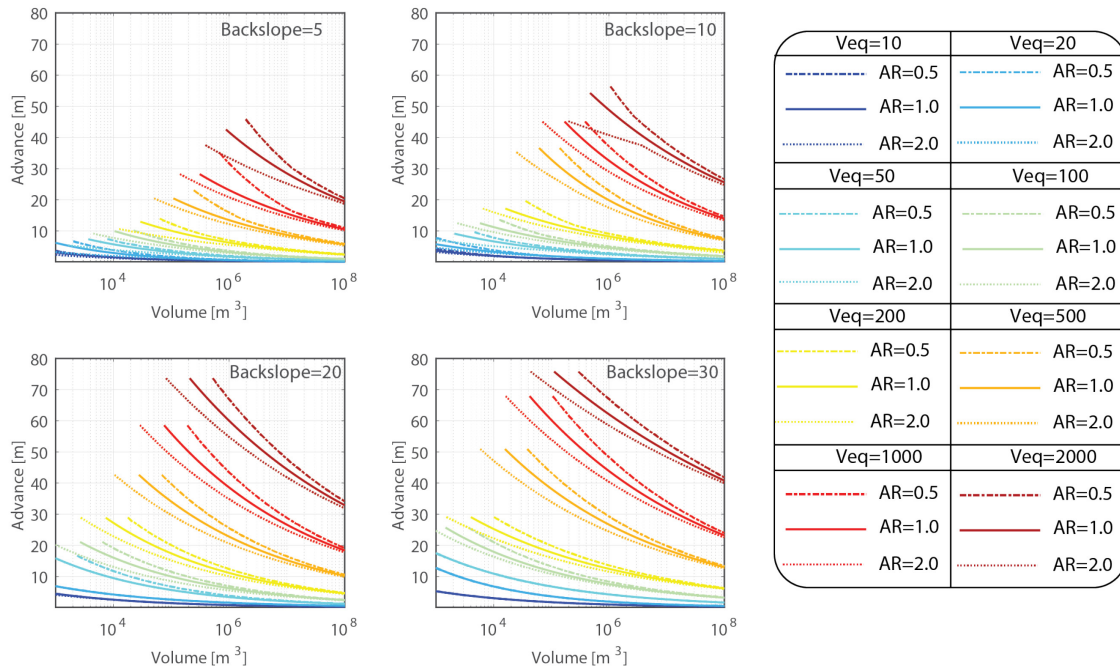 Backslope=5
80
70
60
50
40
30
20
10
Advance [m]
10^4
10^6
10^8
Volume [m^3]
Backslope=10
80
70
60
50
40
30
20
10
Advance [m]
10^4
10^6
10^8
Volume [m^3]
Backslope=20
80
70
60
50
40
30
20
10
Advance [m]
10^4
10^6
10^8
Volume [m^3]
Backslope=30
80
70
60
50
40
30
20
10
Advance [m]
10^4
10^6
10^8
Volume [m^3]
Veq=10 Veq=20
AR=0.5 AR=0.5
AR=1.0 AR=1.0
AR=2.0 AR=2.0
Veq=50 Veq=100
AR=0.5 AR=0.5
AR=1.0 AR=1.0
AR=2.0 AR=2.0
Veq=200 Veq=500
AR=0.5 AR=0.5
AR=1.0 AR=1.0
AR=2.0 AR=2.0
Veq=1000 Veq=2000
AR=0.5 AR=0.5
AR=1.0 AR=1.0
AR=2.0 AR=2.0